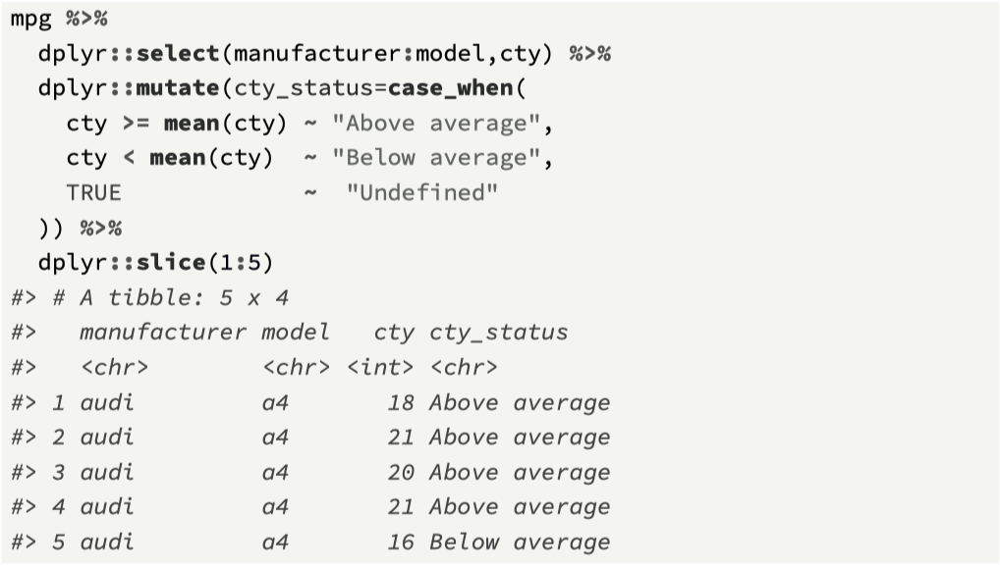 mpg %>%
  dplyr::select(manufacturer:model,cty) %>%
  dplyr::mutate(cty_status=case_when(
    cty >= mean(cty) ~ "Above average",
    cty < mean(cty)  ~ "Below average",
    TRUE             ~  "Undefined"
  )) %>%
  dplyr::slice(1:5)
#> # A tibble: 5 x 4
#>   manufacturer model   cty cty_status
#>   <chr>        <chr> <int> <chr>
#> 1 audi         a4       18 Above average
#> 2 audi         a4       21 Above average
#> 3 audi         a4       20 Above average
#> 4 audi         a4       21 Above average
#> 5 audi         a4       16 Below average